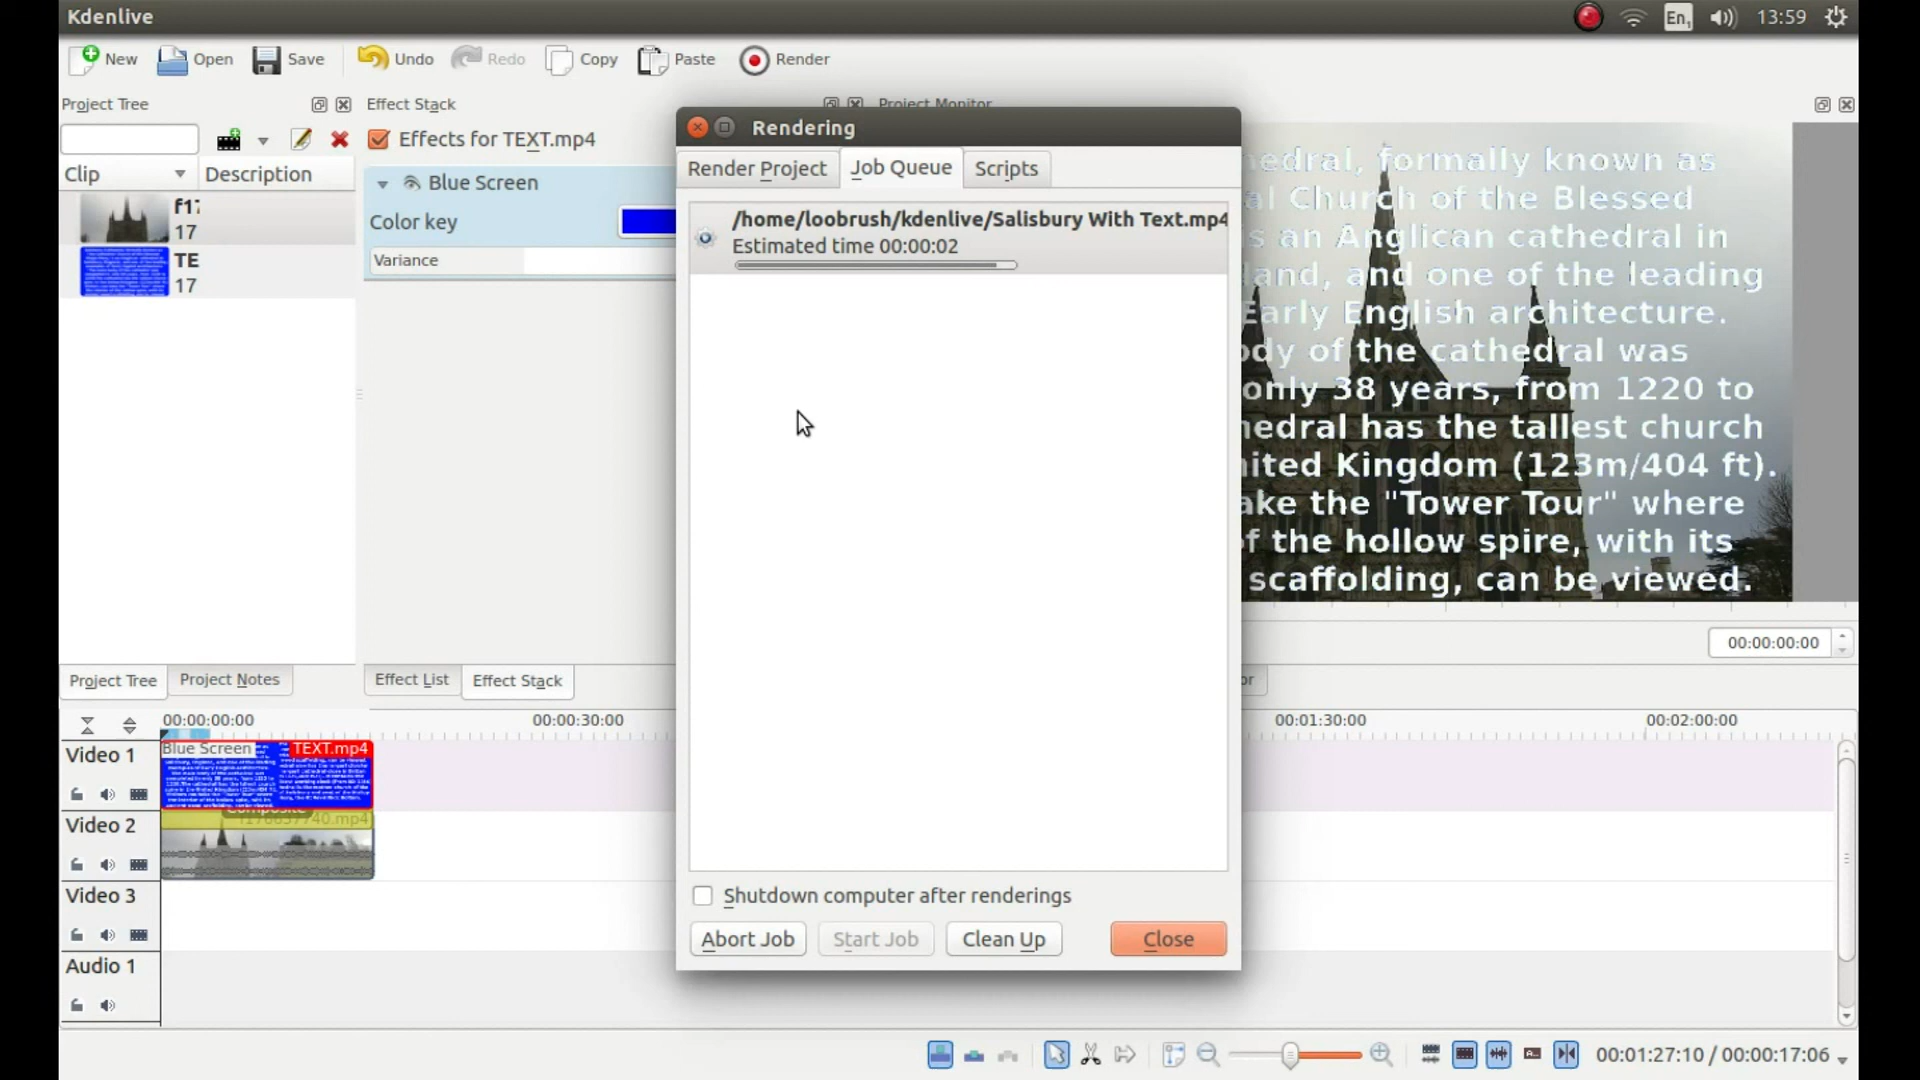 Kdenlive
En1 13:59
New Open Save Undo Redo Copy Paste Render
Project Tree
Clip Description
17
TE
17
Effect Stack
Effects for TEXT.mp4
Blue Screen
Color key
Variance
Project Monitor
Rendering
Render Project Job Queue Scripts
/home/loobrush/kdenlive/Salisbury With Text.mp4
Estimated time 00:00:02
Shutdown computer after renderings
Abort Job Start Job Clean Up Close
hedral, formally known as
al Church of the Blessed
s an Anglican cathedral in
land, and one of the leading
Early English architecture.
ody of the cathedral was
only 38 years, from 1220 to
hedral has the tallest church
nited Kingdom (123m/404 ft).
ake the "Tower Tour" where
of the hollow spire, with its
scaffolding, can be viewed.
00:00:00:00
Project Tree Project Notes
Effect List Effect Stack
or
00:00:00:00 00:00:30:00 00:01:30:00 00:02:00:00
Video 1
Blue Screen TEXT.mp4
Video 2
Composite
Video 3
Audio 1
00:01:27:10 / 00:00:17:06